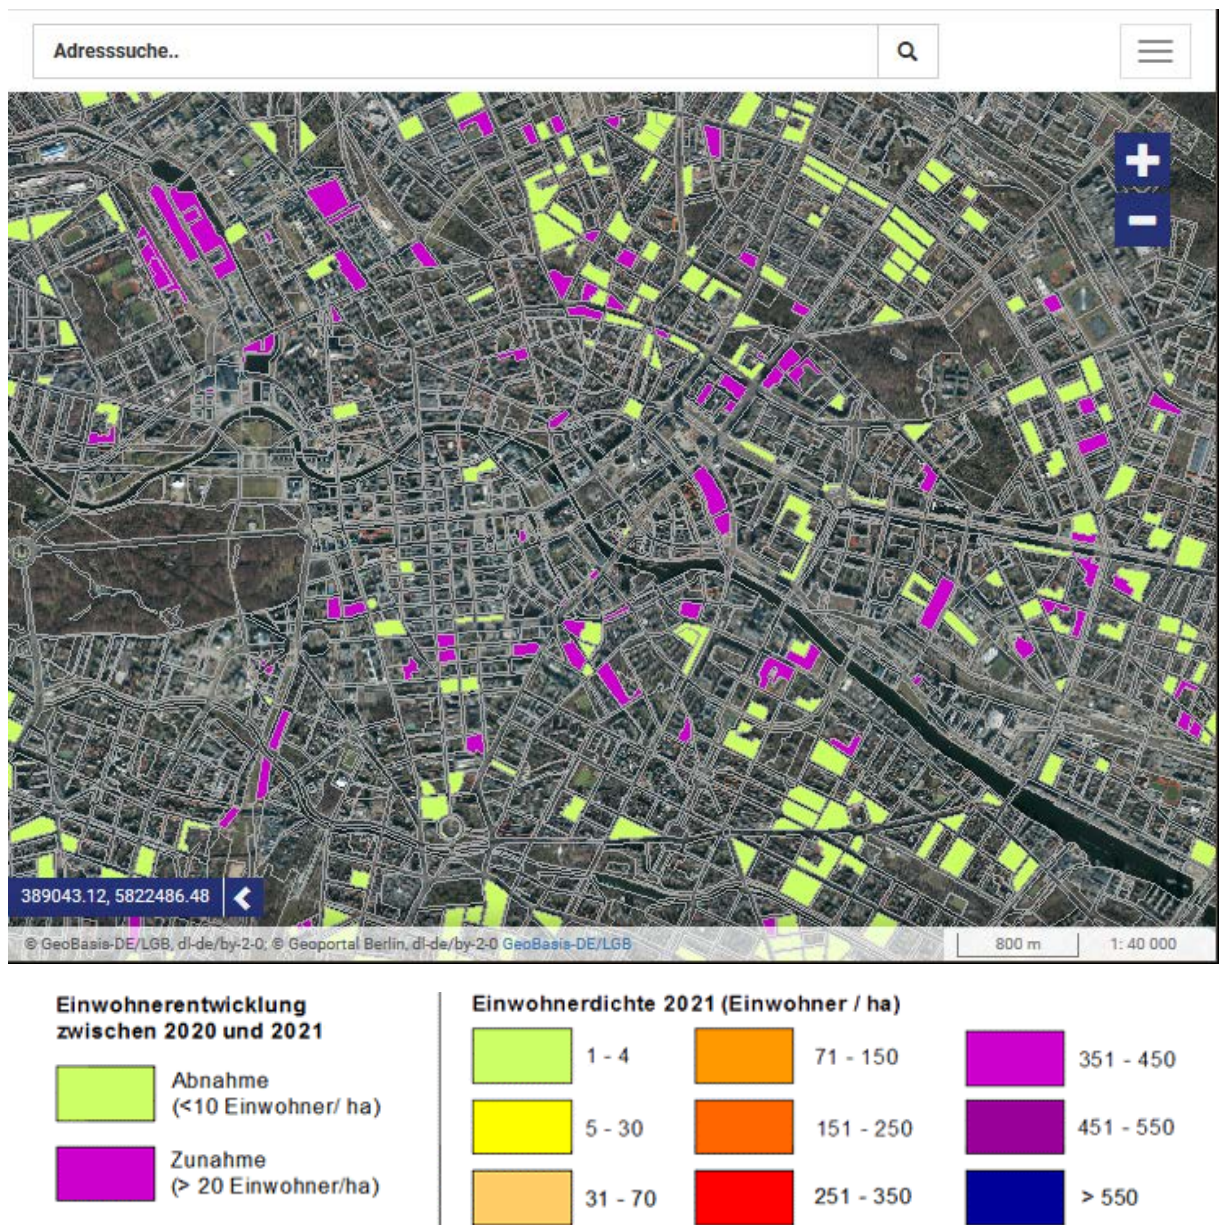 Adresssuche..
389043.12, 5822486.48
© GeoBasis-DE/LGB, dl-de/by-2-0; © Geoportal Berlin, dl-de/by-2-0 GeoBasis-DE/LGB
800 m
1: 40 000
Einwohnerentwicklung
zwischen 2020 und 2021
Abnahme
(<10 Einwohner/ ha)
Zunahme
(> 20 Einwohner/ha)
Einwohnerdichte 2021 (Einwohner / ha)
1 - 4
71 - 150
351 - 450
5 - 30
151 - 250
451 - 550
31 - 70
251 - 350
> 550